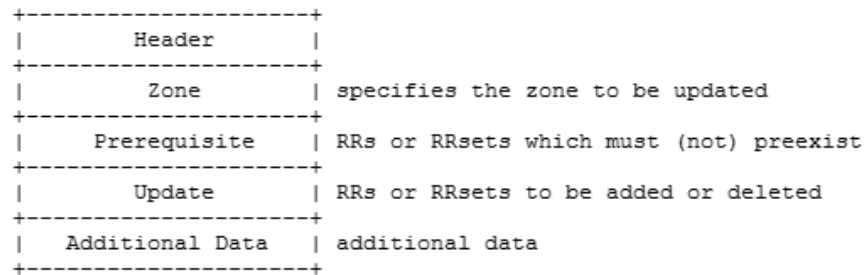 +---------------------+
|        Header       |
+---------------------+
|         Zone        | specifies the zone to be updated
+---------------------+
|     Prerequisite    | RRs or RRsets which must (not) preexist
+---------------------+
|        Update       | RRs or RRsets to be added or deleted
+---------------------+
|   Additional Data   | additional data
+---------------------+